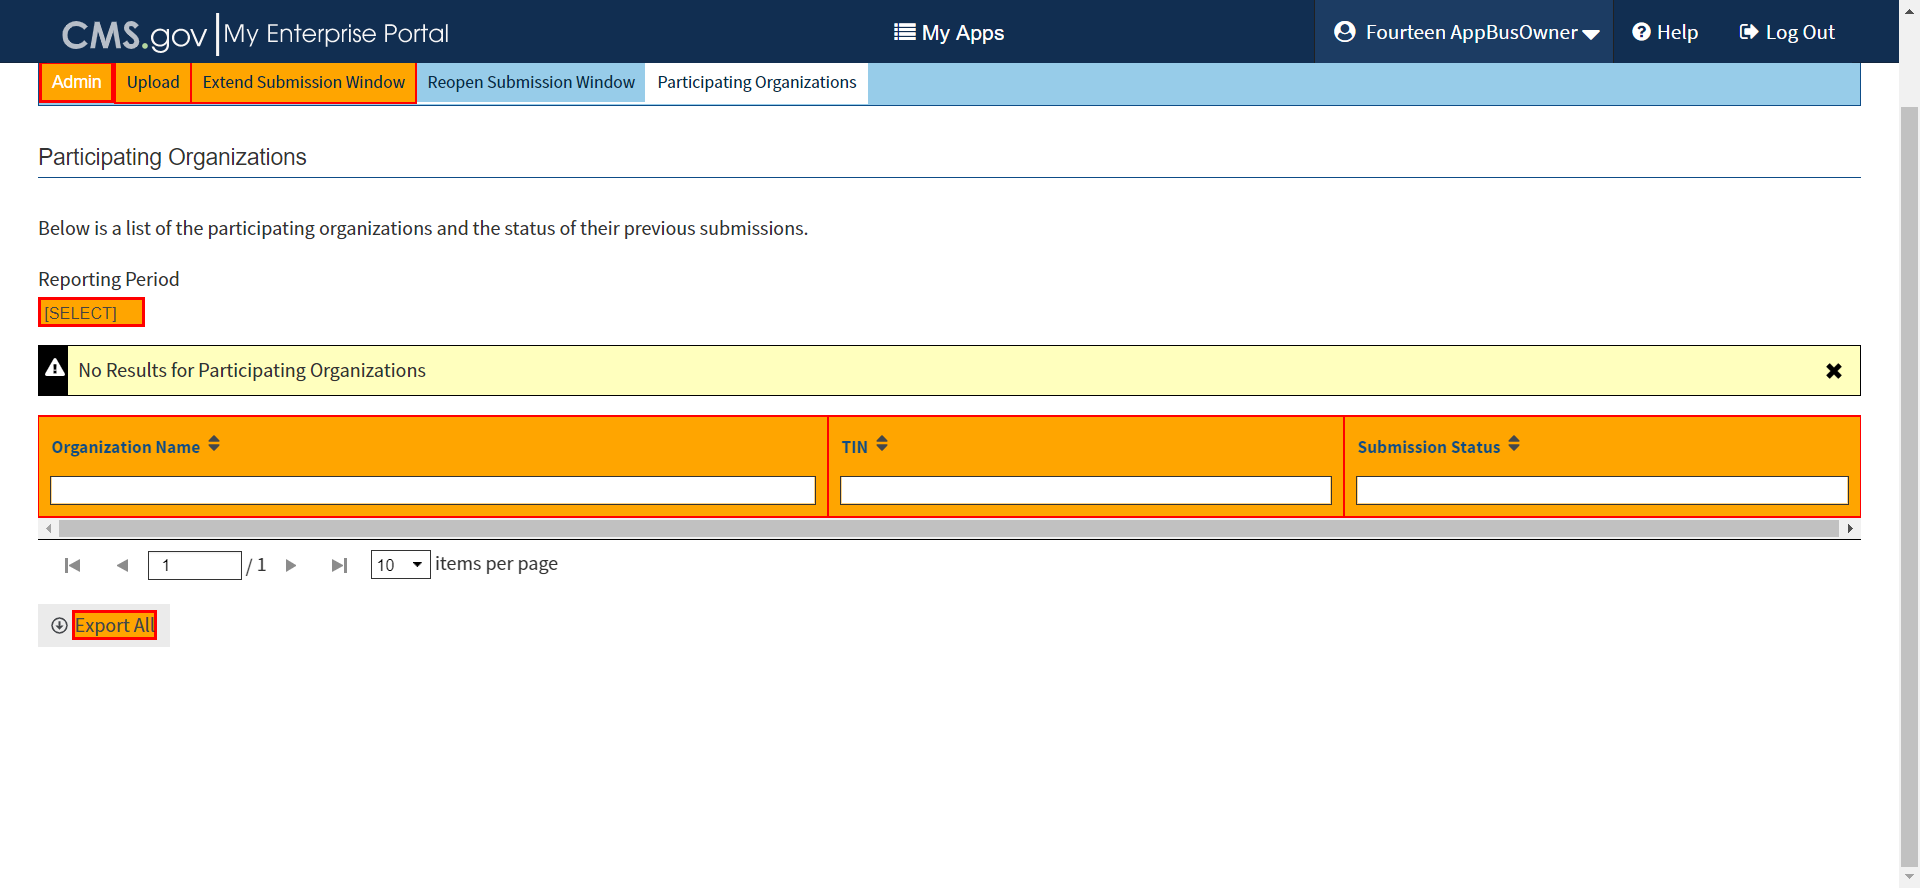 CMS.gov My Enterprise Portal My Apps Fourteen AppBusOwner Help Log Out
Admin Upload Extend Submission Window Reopen Submission Window Participating Organizations
Participating Organizations
Below is a list of the participating organizations and the status of their previous submissions.
Reporting Period
[SELECT]
No Results for Participating Organizations
Organization Name TIN Submission Status
1 / 1 10 items per page
Export All